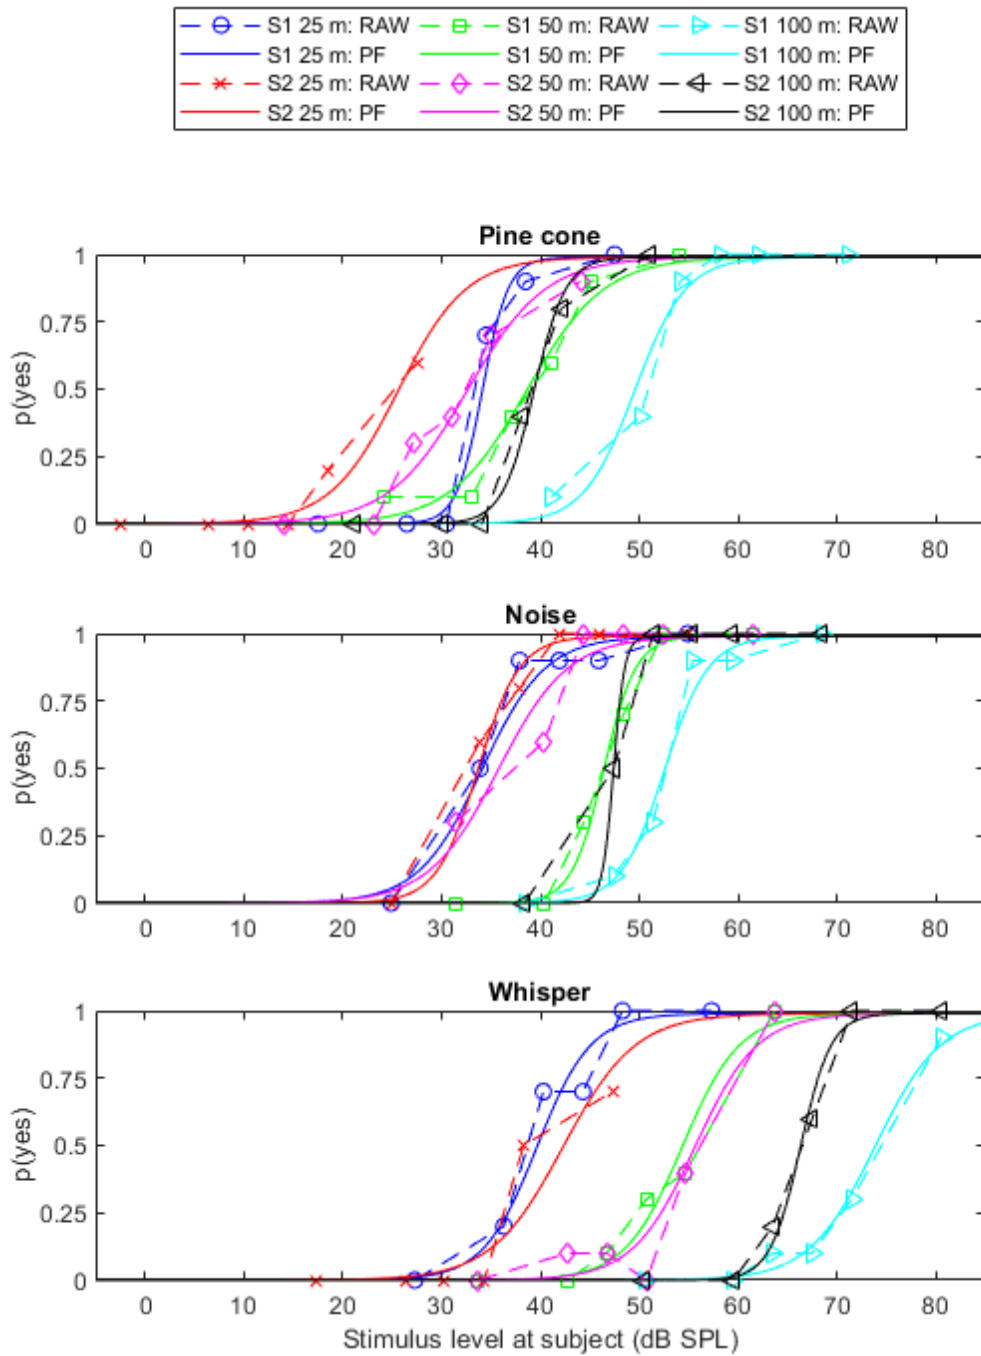 S1 25 m: RAW S1 50 m: RAW S1 100 m: RAW
S1 25 m: PF S1 50 m: PF S1 100 m: PF
S2 25 m: RAW S2 50 m: RAW S2 100 m: RAW
S2 25 m: PF S2 50 m: PF S2 100 m: PF
Pine cone
1
0.75
0.5
0.25
0
p(yes)
0 10 20 30 40 50 60 70 80
Noise
1
0.75
0.5
0.25
0
p(yes)
0 10 20 30 40 50 60 70 80
Whisper
1
0.75
0.5
0.25
0
p(yes)
0 10 20 30 40 50 60 70 80
Stimulus level at subject (dB SPL)